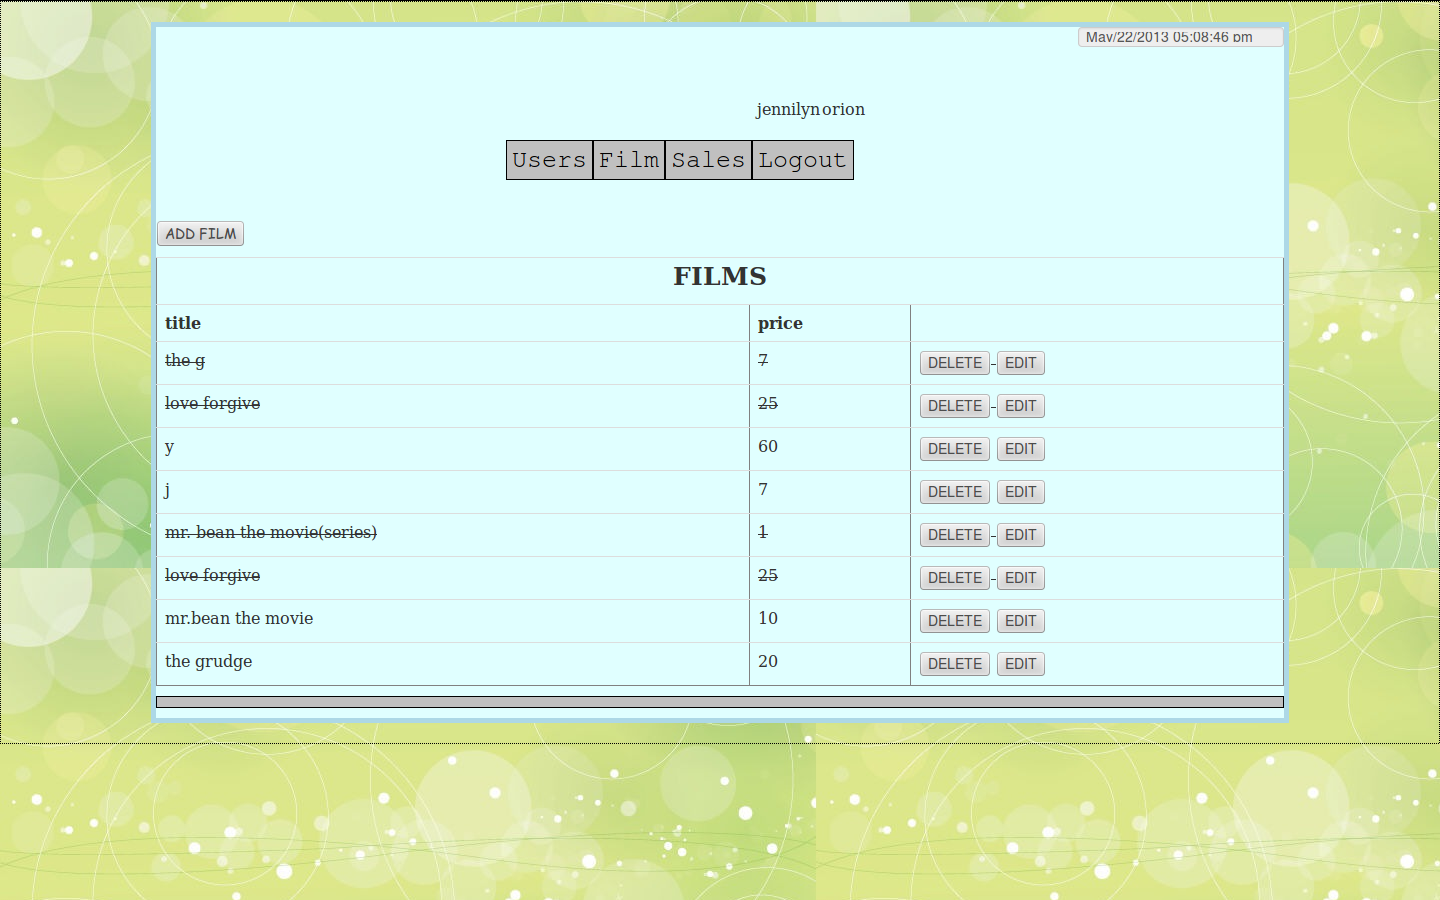 May/22/2013 05:08:46 pm
jennilyn orion
Users Film Sales Logout
ADD FILM
FILMS
title price
the g 7 DELETE EDIT
love forgive 25 DELETE EDIT
y 60 DELETE EDIT
j 7 DELETE EDIT
mr. bean the movie(series) 1 DELETE EDIT
love forgive 25 DELETE EDIT
mr.bean the movie 10 DELETE EDIT
the grudge 20 DELETE EDIT